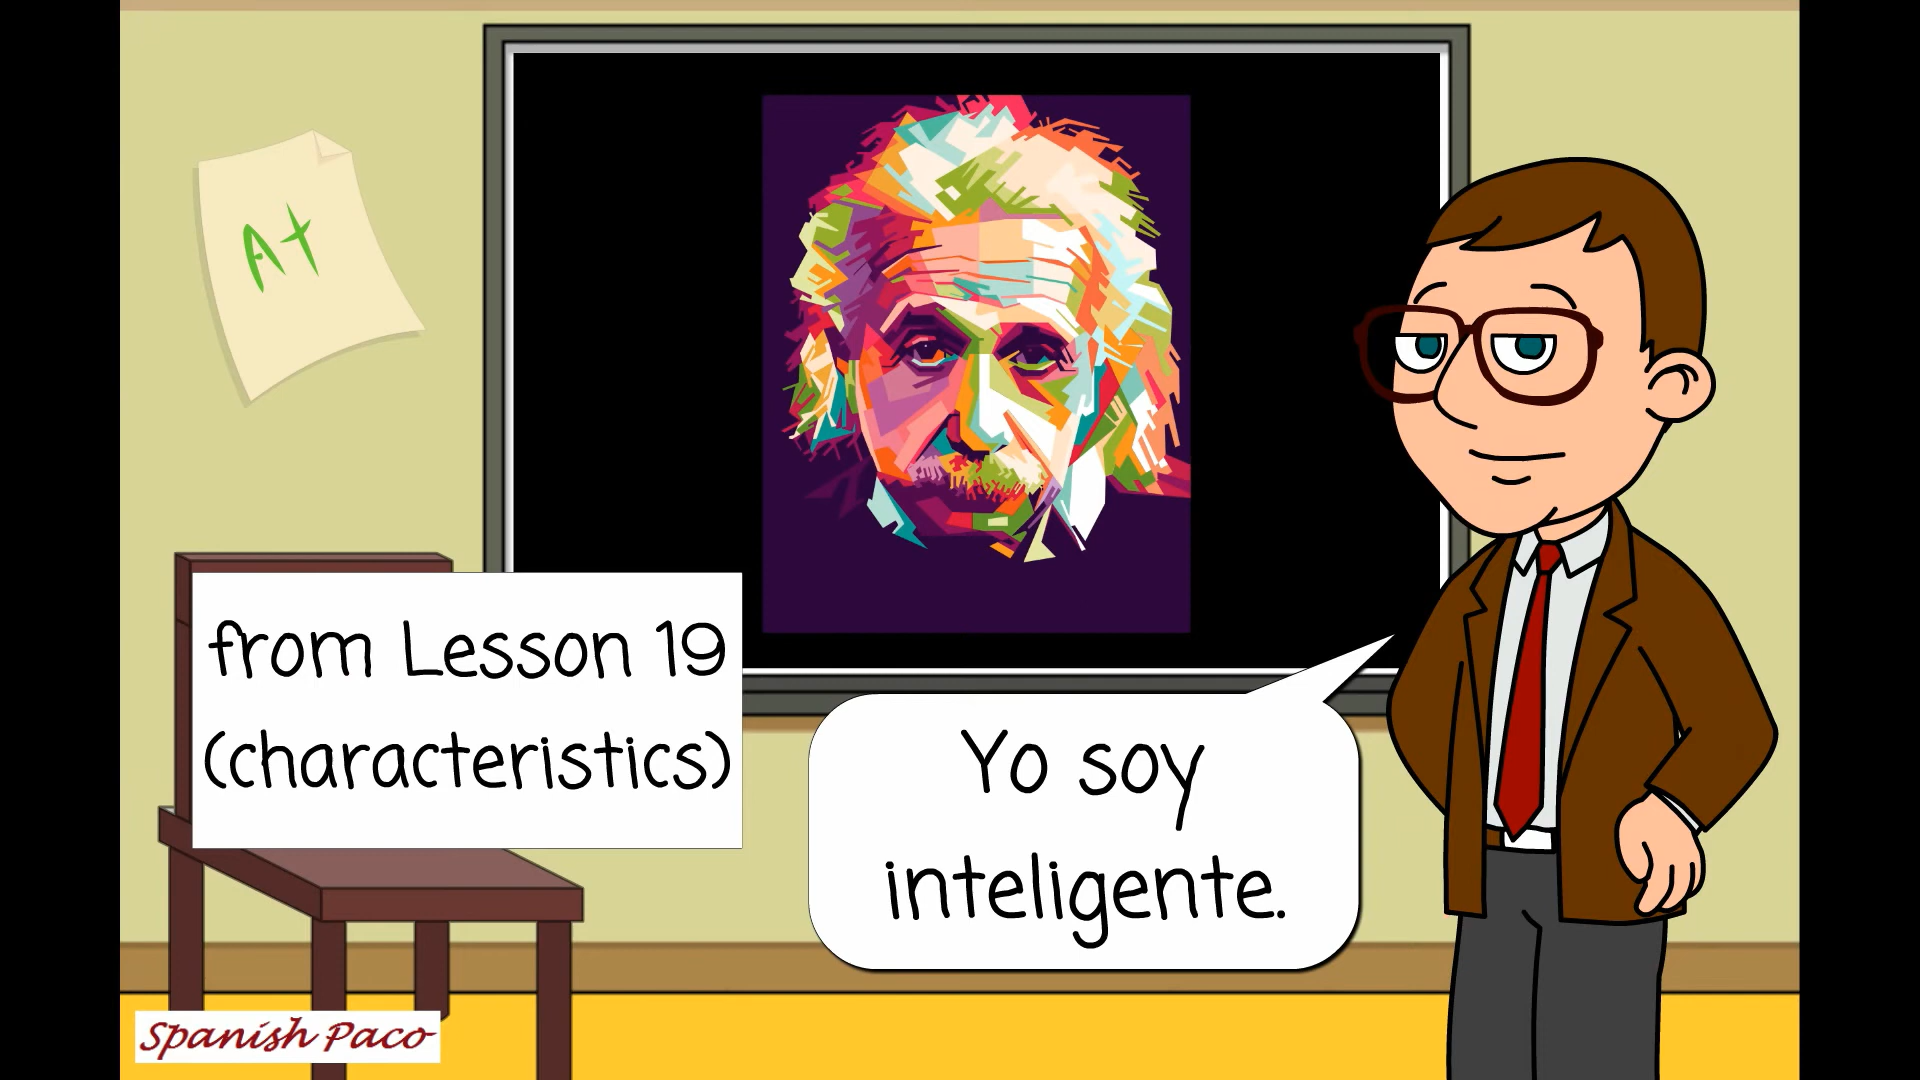 A+
from Lesson 19
(characteristics)
Yo soy
inteligente.
Spanish Paco